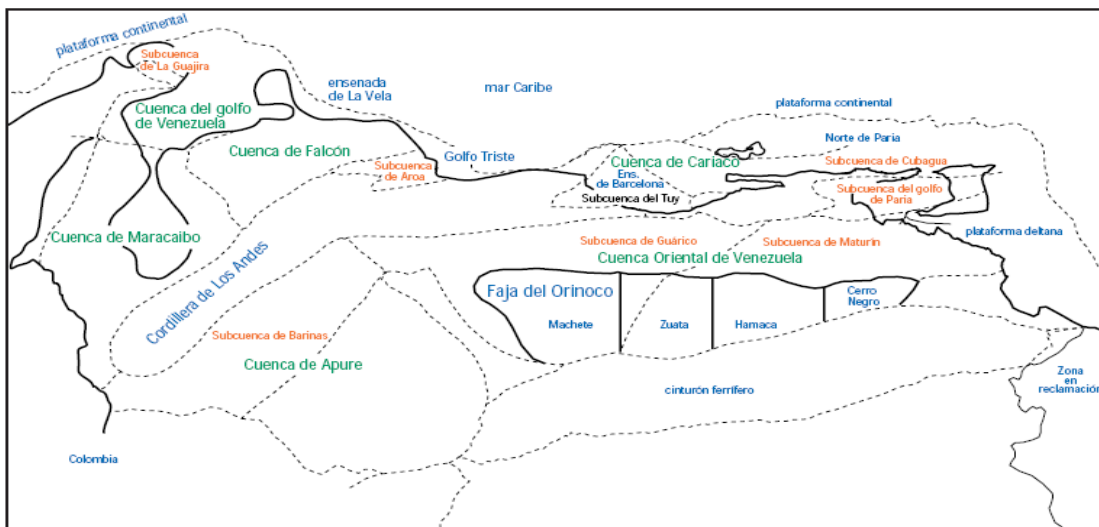 plataforma continental
Subcuenca
de La Guajira
ensenada
de La Vela
mar Caribe
plataforma continental
Cuenca del golfo
de Venezuela
Norte de Paria
Cuenca de Falcón
Golfo Triste
Cuenca de Cariaco
Subcuenca de Cubagua
Subcuenca
de Aroa
Ens.
de Barcelona
Subcuenca del golfo
de Paria
Subcuenca del Tuy
Cuenca de Maracaibo
plataforma deltana
Subcuenca de Guárico
Subcuenca de Maturín
Cuenca Oriental de Venezuela
Cordillera de Los Andes
Faja del Orinoco
Cerro
Negro
Machete
Zuata
Hamaca
Subcuenca de Barinas
Cuenca de Apure
Zona
en
reclamación
cinturón ferrífero
Colombia